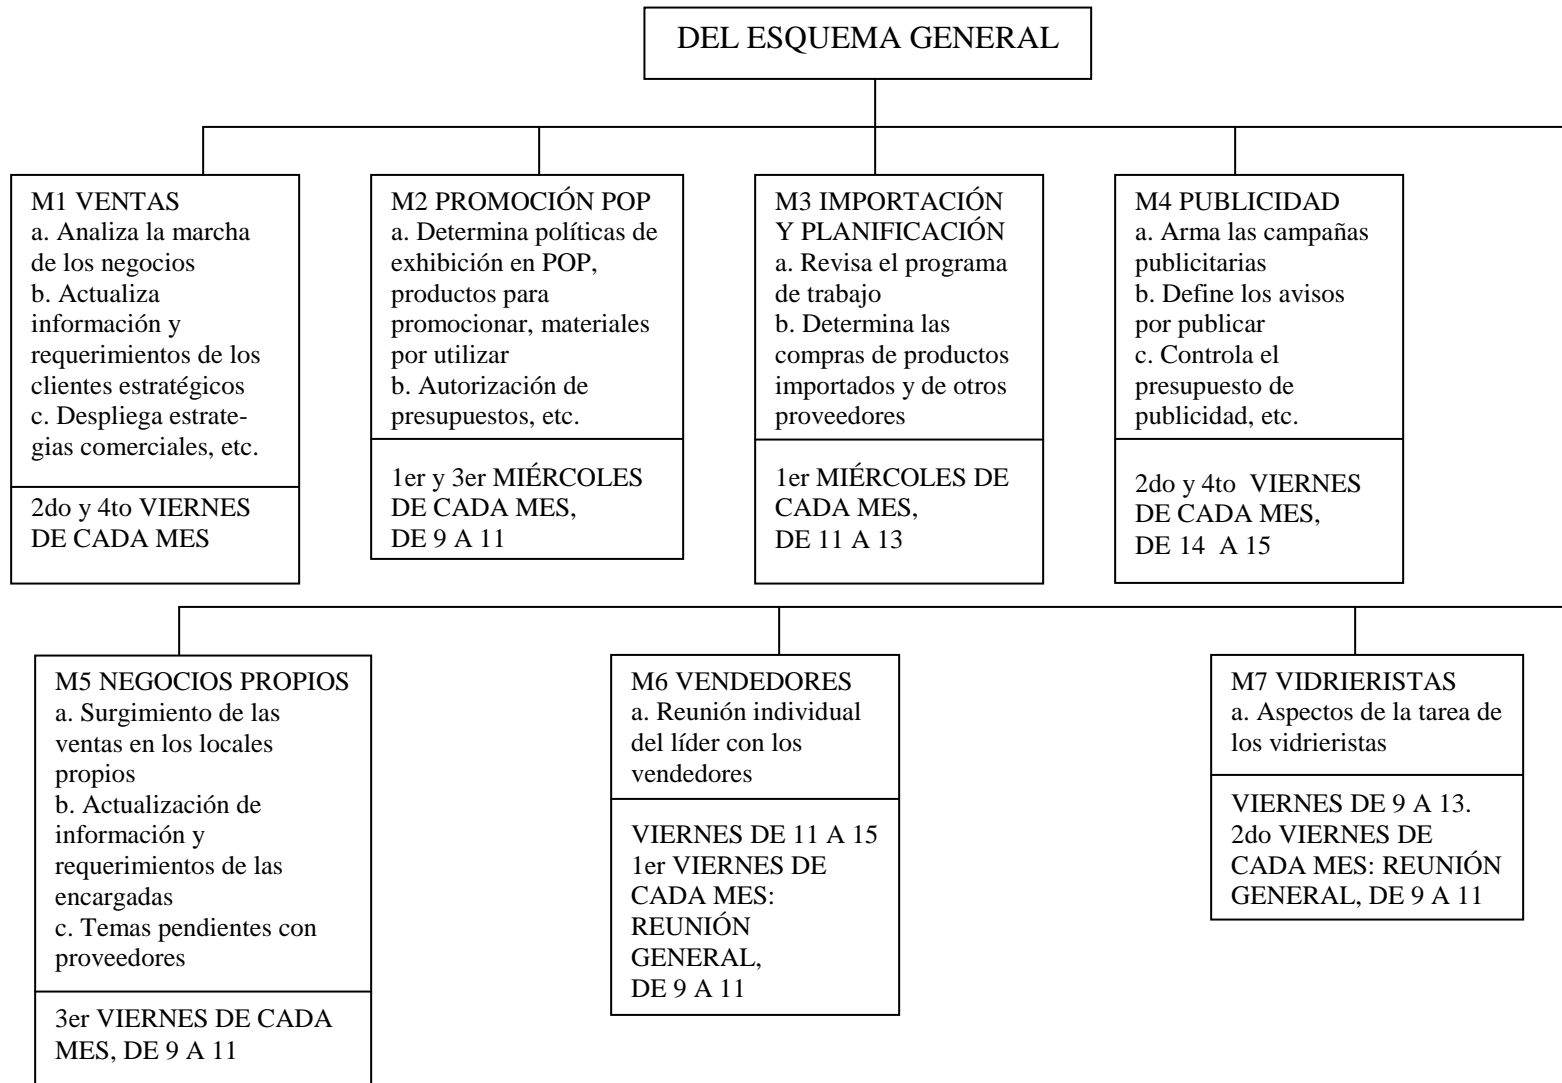 DEL ESQUEMA GENERAL
M1 VENTAS
a. Analiza la marcha
de los negocios
b. Actualiza
información y
requerimientos de los
clientes estratégicos
c. Despliega estrate-
gias comerciales, etc.
2do y 4to VIERNES
DE CADA MES
M2 PROMOCIÓN POP
a. Determina políticas de
exhibición en POP,
productos para
promocionar, materiales
por utilizar
b. Autorización de
presupuestos, etc.
1er y 3er MIÉRCOLES
DE CADA MES,
DE 9 A 11
M3 IMPORTACIÓN
Y PLANIFICACIÓN
a. Revisa el programa
de trabajo
b. Determina las
compras de productos
importados y de otros
proveedores
1er MIÉRCOLES DE
CADA MES,
DE 11 A 13
M4 PUBLICIDAD
a. Arma las campañas
publicitarias
b. Define los avisos
por publicar
c. Controla el
presupuesto de
publicidad, etc.
2do y 4to VIERNES
DE CADA MES,
DE 14 A 15
M5 NEGOCIOS PROPIOS
a. Surgimiento de las
ventas en los locales
propios
b. Actualización de
información y
requerimientos de las
encargadas
c. Temas pendientes con
proveedores
3er VIERNES DE CADA
MES, DE 9 A 11
M6 VENDEDORES
a. Reunión individual
del líder con los
vendedores
VIERNES DE 11 A 15
1er VIERNES DE
CADA MES:
REUNIÓN
GENERAL,
DE 9 A 11
M7 VIDRIERISTAS
a. Aspectos de la tarea de
los vidrieristas
VIERNES DE 9 A 13.
2do VIERNES DE
CADA MES: REUNIÓN
GENERAL, DE 9 A 11